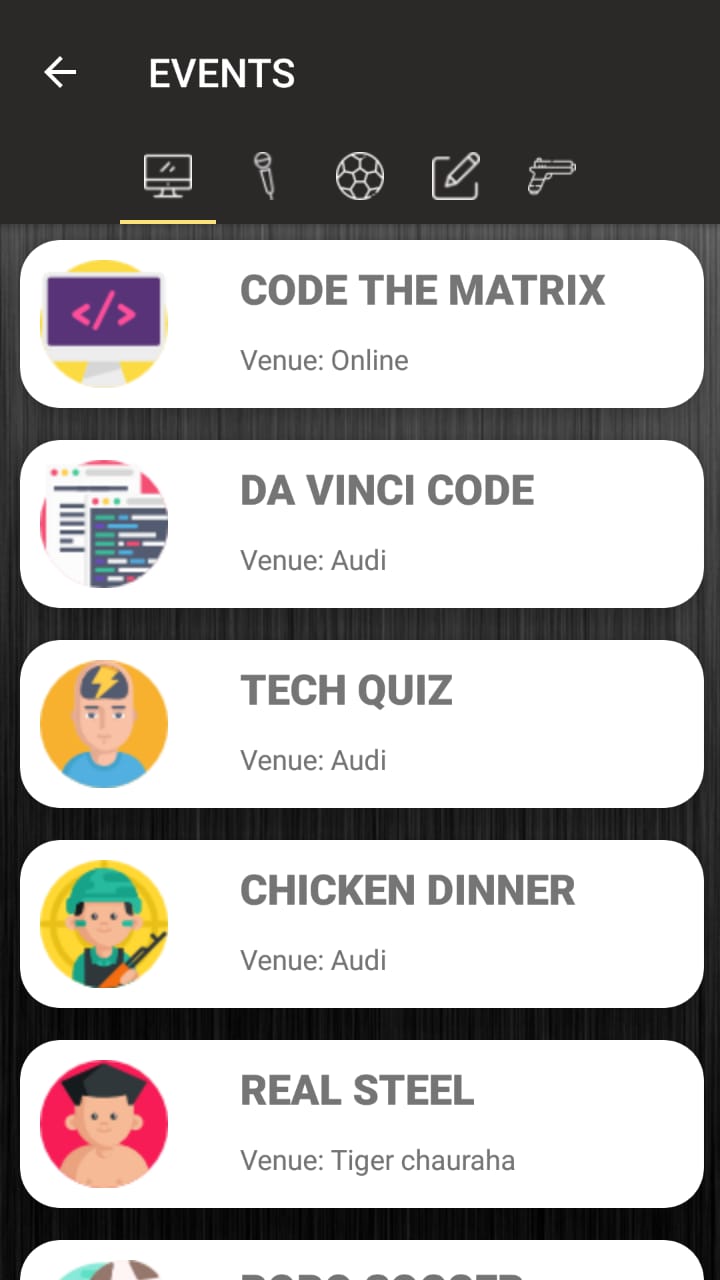 EVENTS
</>
CODE THE MATRIX
Venue: Online
DA VINCI CODE
Venue: Audi
TECH QUIZ
Venue: Audi
CHICKEN DINNER
Venue: Audi
REAL STEEL
Venue: Tiger chauraha